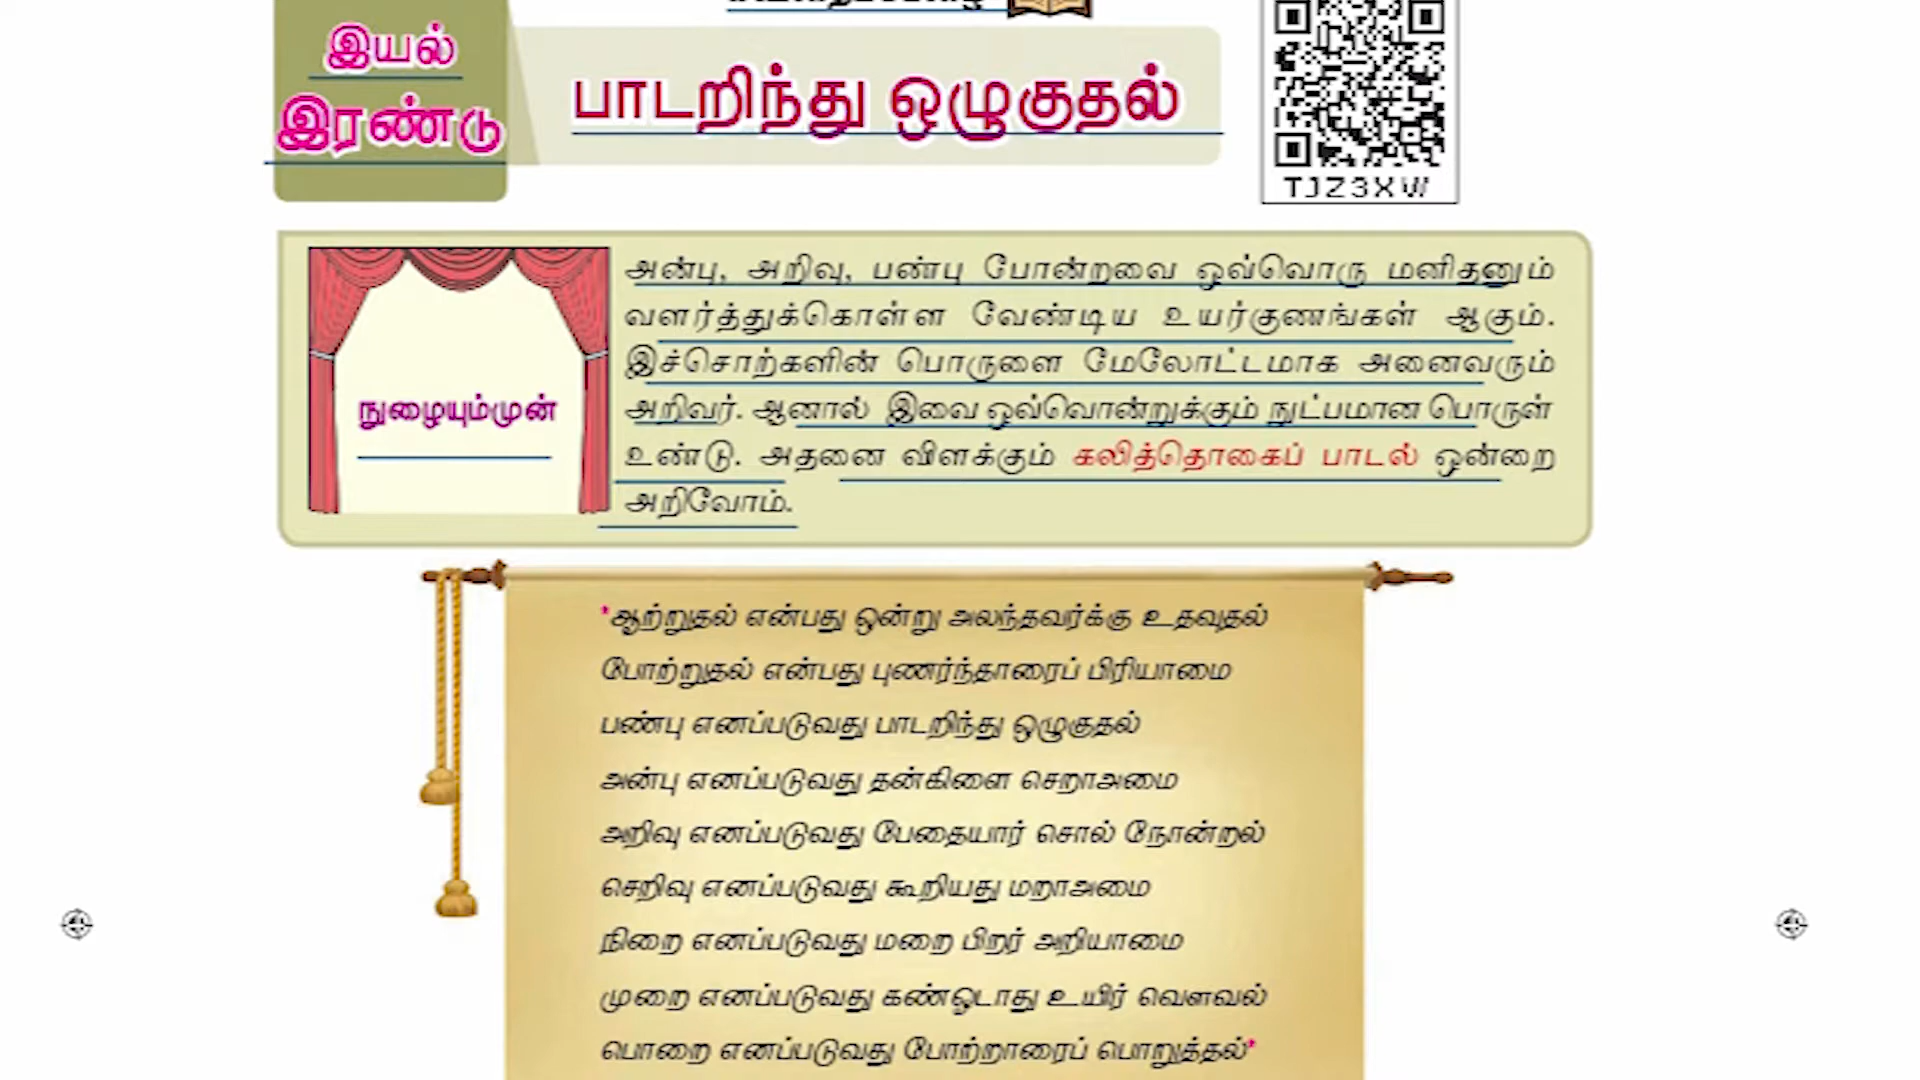 இயல்
இரண்டு
பாடறிந்து ஒழுகுதல்
TJZ3XW
நுழையும்முன்
அன்பு, அறிவு, பண்பு போன்றவை ஒவ்வொரு மனிதனும்
வளர்த்துக்கொள்ள வேண்டிய உயர்குணங்கள் ஆகும்.
இச்சொற்களின் பொருளை மேலோட்டமாக அனைவரும்
அறிவர். ஆனால் இவை ஒவ்வொன்றுக்கும் நுட்பமான பொருள்
உண்டு. அதனை விளக்கும் கலித்தொகைப் பாடல் ஒன்றை
அறிவோம்.
*ஆற்றுதல் என்பது ஒன்று அலந்தவர்க்கு உதவுதல்
போற்றுதல் என்பது புணர்ந்தாரைப் பிரியாமை
பண்பு எனப்படுவது பாடறிந்து ஒழுகுதல்
அன்பு எனப்படுவது தன்கிளை செறாஅமை
அறிவு எனப்படுவது பேதையார் சொல் நோன்றல்
செறிவு எனப்படுவது கூறியது மறாஅமை
நிறை எனப்படுவது மறை பிறர் அறியாமை
முறை எனப்படுவது கண்ஓடாது உயிர் வௌவல்
பொறை எனப்படுவது போற்றாரைப் பொறுத்தல்*